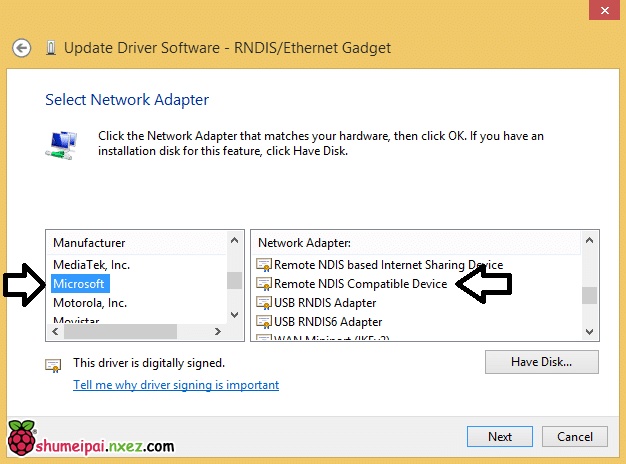 Update Driver Software - RNDIS/Ethernet Gadget
Select Network Adapter
Click the Network Adapter that matches your hardware, then click OK. If you have an
installation disk for this feature, click Have Disk.
Manufacturer
MediaTek, Inc.
Microsoft
Motorola, Inc.
Movistar
Network Adapter:
Remote NDIS based Internet Sharing Device
Remote NDIS Compatible Device
USB RNDIS Adapter
USB RNDIS6 Adapter
WAN Miniport (IKEv2)
This driver is digitally signed.
Tell me why driver signing is important
Have Disk...
shumeipai.nxez.com
Next
Cancel